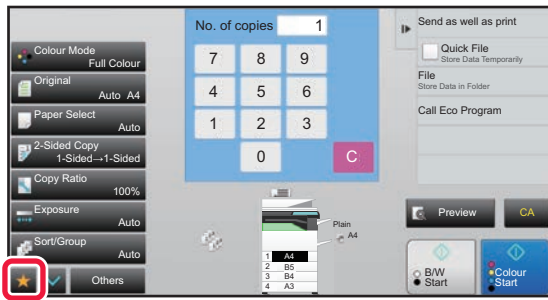 No. of copies 1
7 8 9
4 5 6
1 2 3
0 C
Colour Mode
Full Colour
Original
Auto A4
Paper Select
Auto
2-Sided Copy
1-Sided→1-Sided
Copy Ratio
100%
Exposure
Auto
Sort/Group
Auto
Others
Plain
A4
1 A4
2 B5
3 B4
4 A3
Send as well as print
Quick File
Store Data Temporarily
File
Store Data in Folder
Call Eco Program
Preview
CA
B/W
Start
Colour
Start